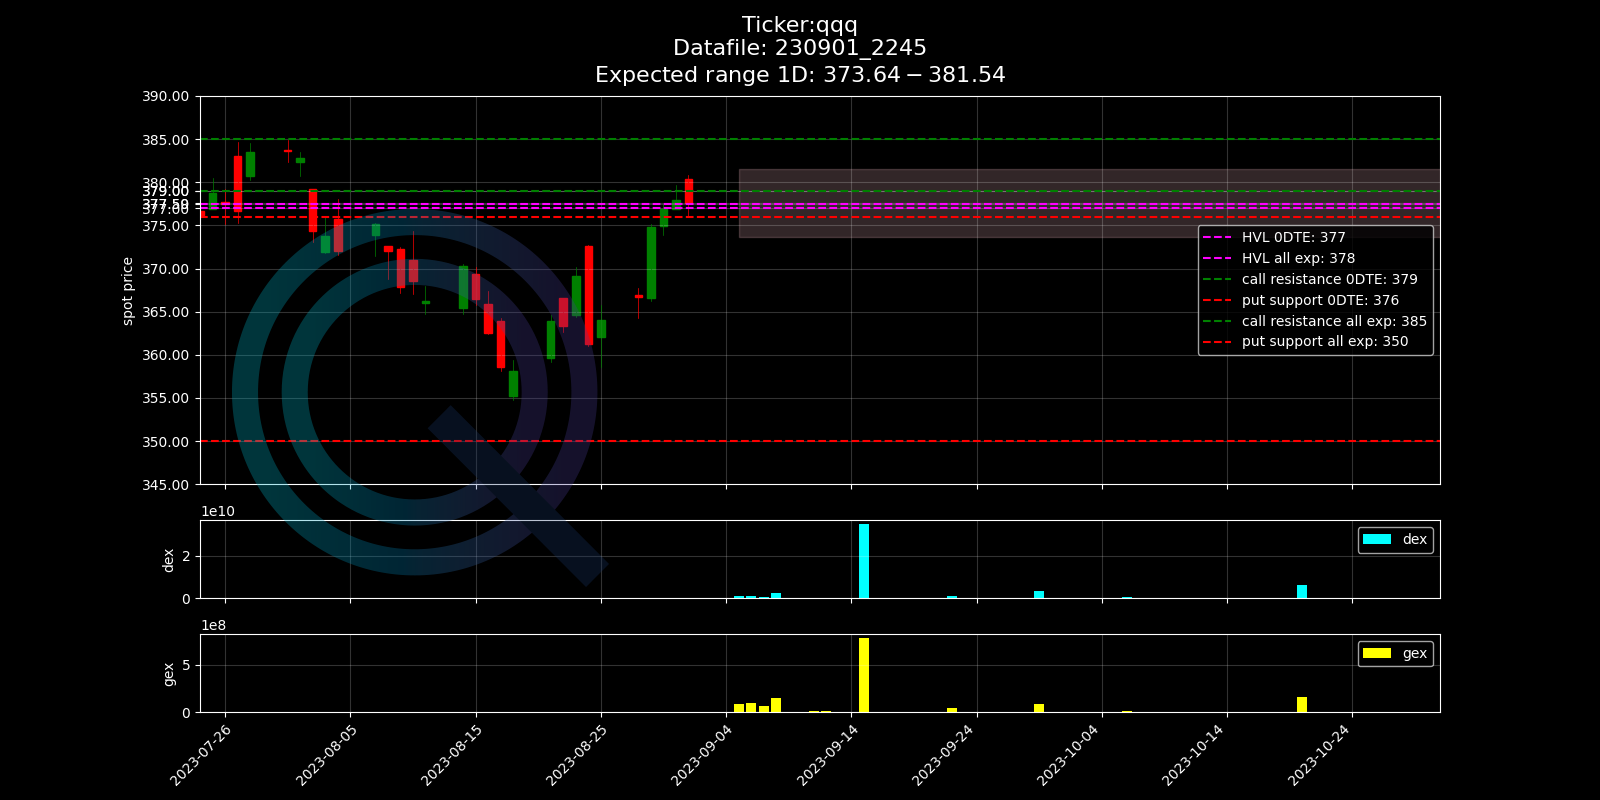 Ticker:qqq
Datafile: 230901_2245
Expected range 1D: 373.64 − 381.54
390.00
385.00
380.00
379.00
377.50
377.00
375.00
370.00
365.00
360.00
355.00
350.00
345.00
spot price
HVL 0DTE: 377
HVL all exp: 378
call resistance 0DTE: 379
put support 0DTE: 376
call resistance all exp: 385
put support all exp: 350
1e10
2
0
dex
dex
1e8
5
0
gex
gex
2023-07-26
2023-08-05
2023-08-15
2023-08-25
2023-09-04
2023-09-14
2023-09-24
2023-10-04
2023-10-14
2023-10-24